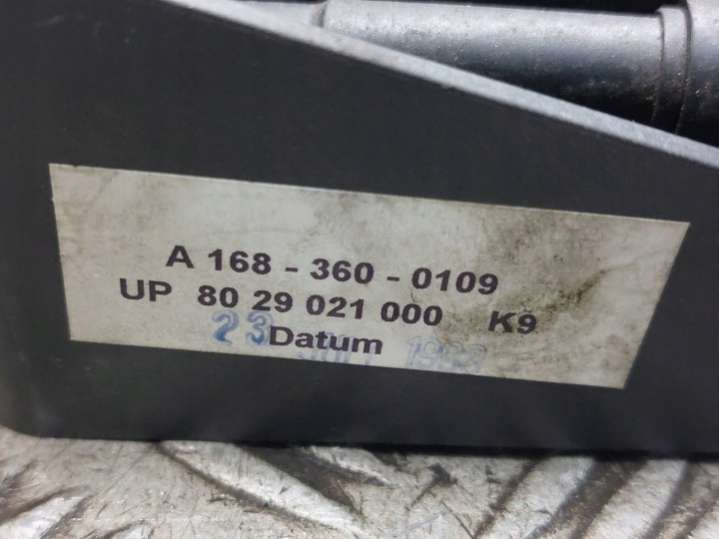 A 168 - 360 - 0109
UP 80 29 021 000 K9
23
Datum